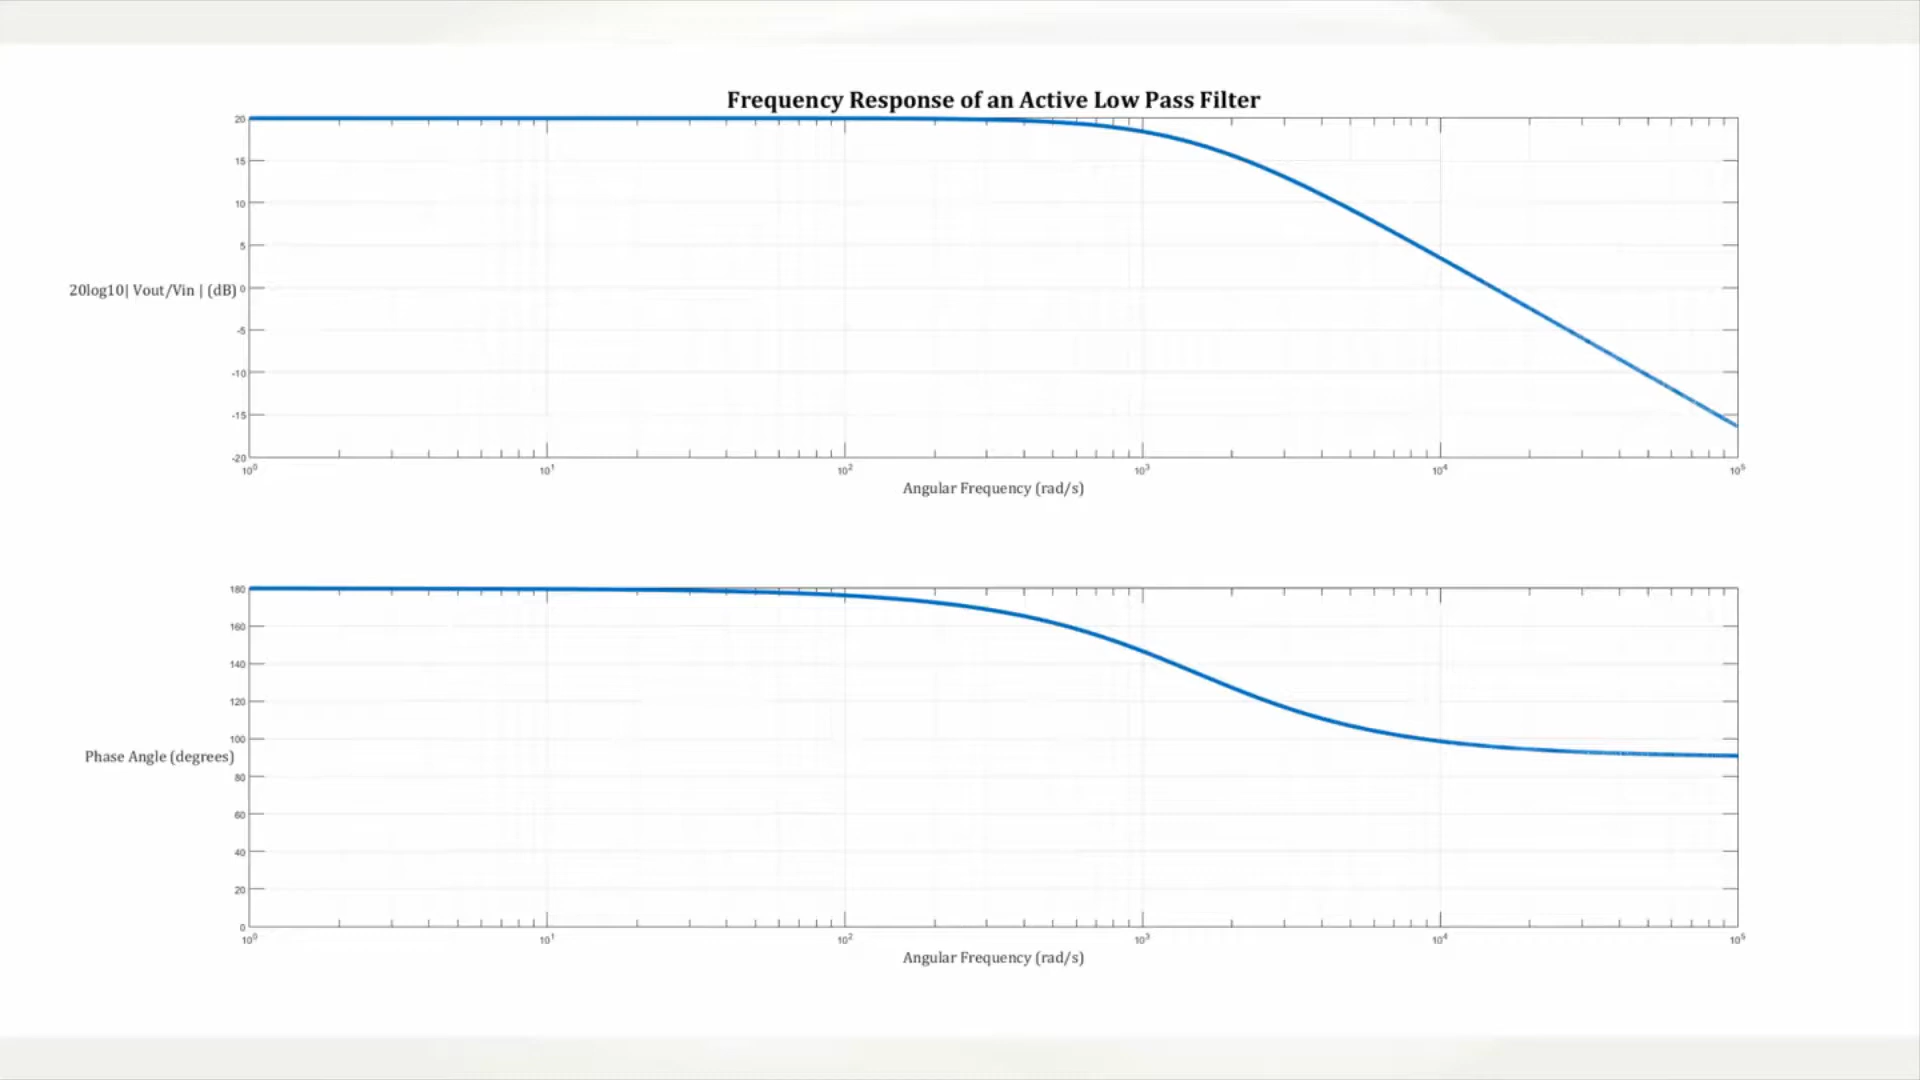 Frequency Response of an Active Low Pass Filter
20
15
10
5
20log10| Vout/Vin | (dB) 0
-5
-10
-15
-20
10⁰ 10¹ 10² 10³ 10⁴ 10⁵
Angular Frequency (rad/s)
180
160
140
120
100
Phase Angle (degrees)
80
60
40
20
0
10⁰ 10¹ 10² 10³ 10⁴ 10⁵
Angular Frequency (rad/s)